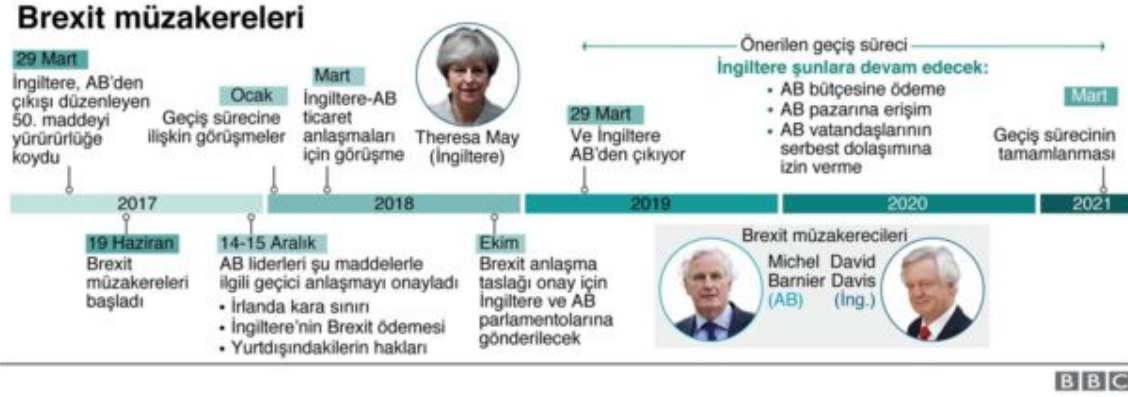 Brexit müzakereleri
29 Mart
İngiltere, AB'den
çıkışı düzenleyen
50. maddeyi
yürürürlüğe
koydu
Ocak
Geçiş sürecine
ilişkin görüşmeler
Mart
İngiltere-AB
ticaret
anlaşmaları
için görüşme
Theresa May
(İngiltere)
29 Mart
Ve İngiltere
AB'den çıkıyor
Önerilen geçiş süreci
İngiltere şunlara devam edecek:
• AB bütçesine ödeme
• AB pazarına erişim
• AB vatandaşlarının
serbest dolaşımına
izin verme
Mart
Geçiş sürecinin
tamamlanması
2017 2018 2019 2020 2021
19 Haziran
Brexit
müzakereleri
başladı
14-15 Aralık
AB liderleri şu maddelerle
ilgili geçici anlaşmayı onayladı
• İrlanda kara sınırı
• İngiltere'nin Brexit ödemesi
• Yurtdışındakilerin hakları
Ekim
Brexit anlaşma
taslağı onay için
İngiltere ve AB
parlamentolarına
gönderilecek
Brexit müzakerecileri
Michel David
Barnier Davis
(AB) (İng.)
BBC